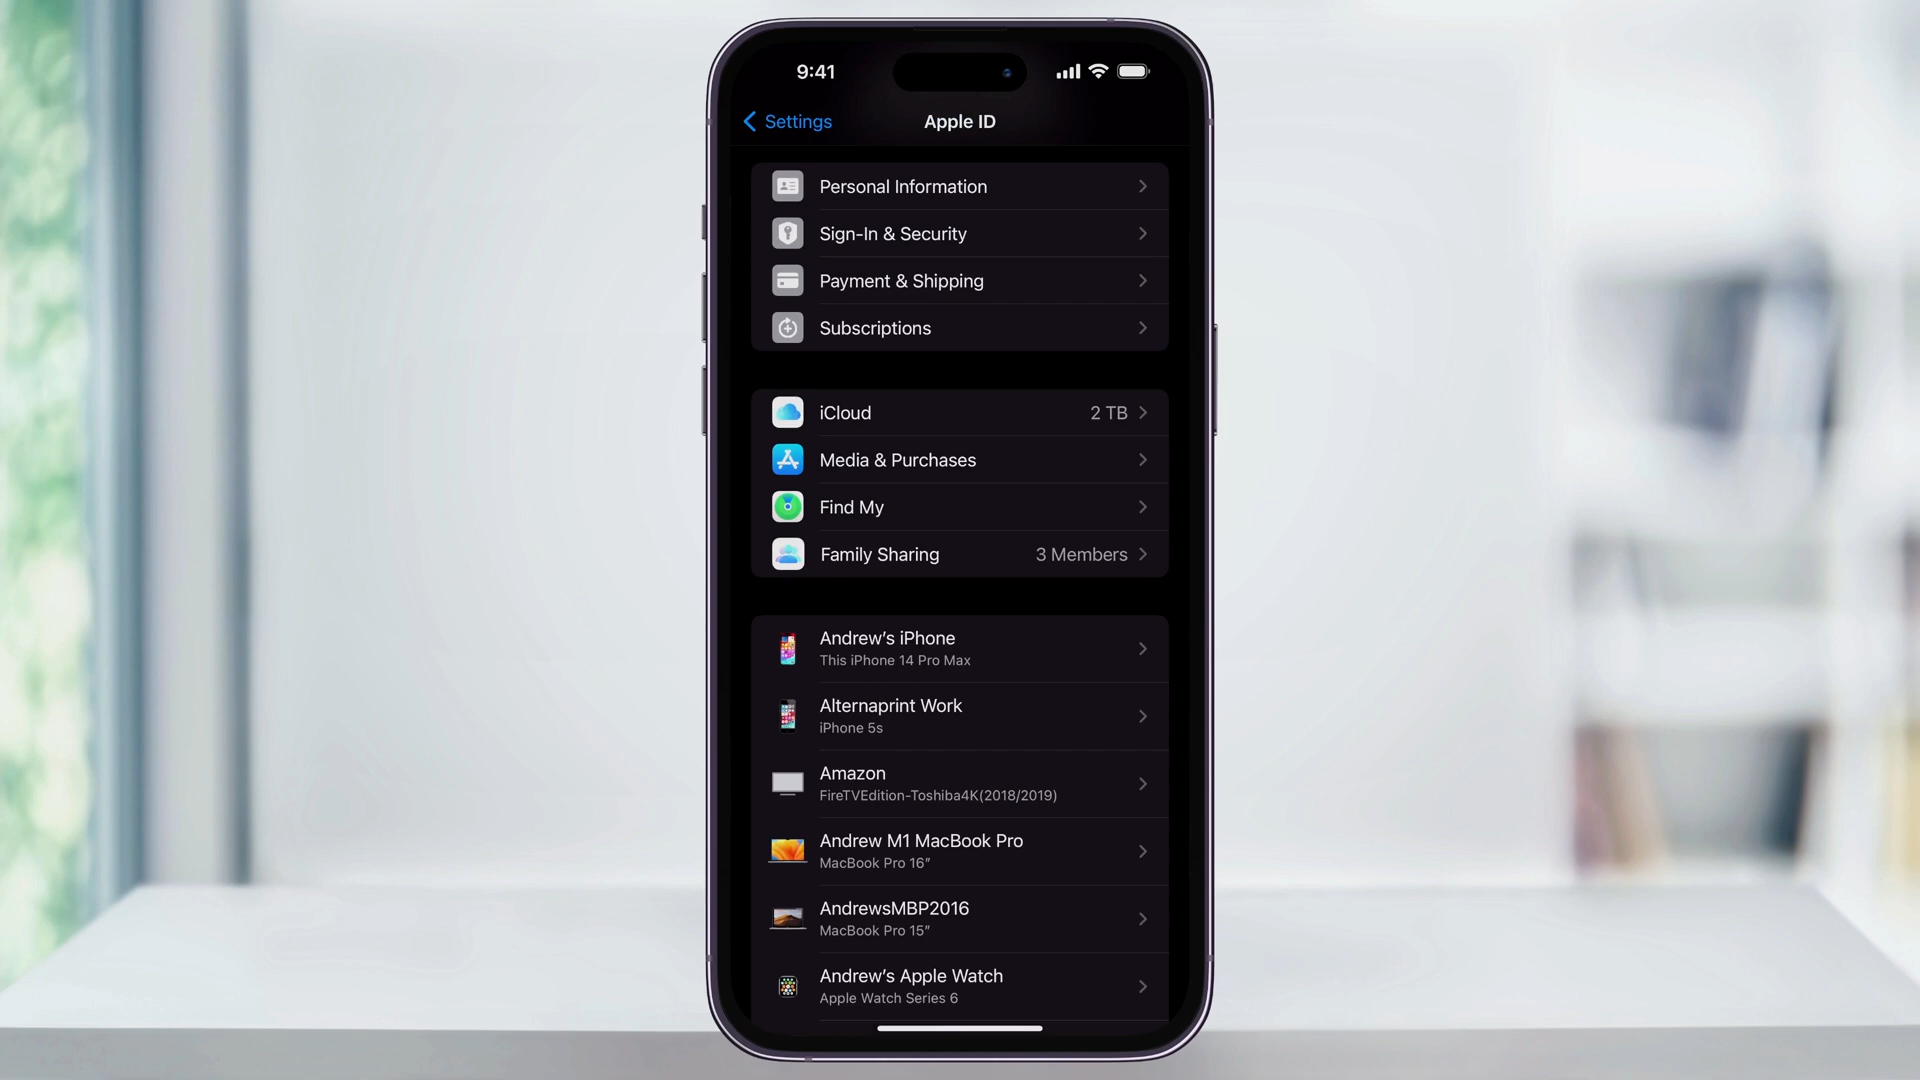 9:41
Settings
Apple ID
Personal Information
Sign-In & Security
Payment & Shipping
Subscriptions
iCloud 2 TB
Media & Purchases
Find My
Family Sharing 3 Members
Andrew's iPhone
This iPhone 14 Pro Max
Alternaprint Work
iPhone 5s
Amazon
FireTVEdition-Toshiba4K(2018/2019)
Andrew M1 MacBook Pro
MacBook Pro 16″
AndrewsMBP2016
MacBook Pro 15″
Andrew's Apple Watch
Apple Watch Series 6